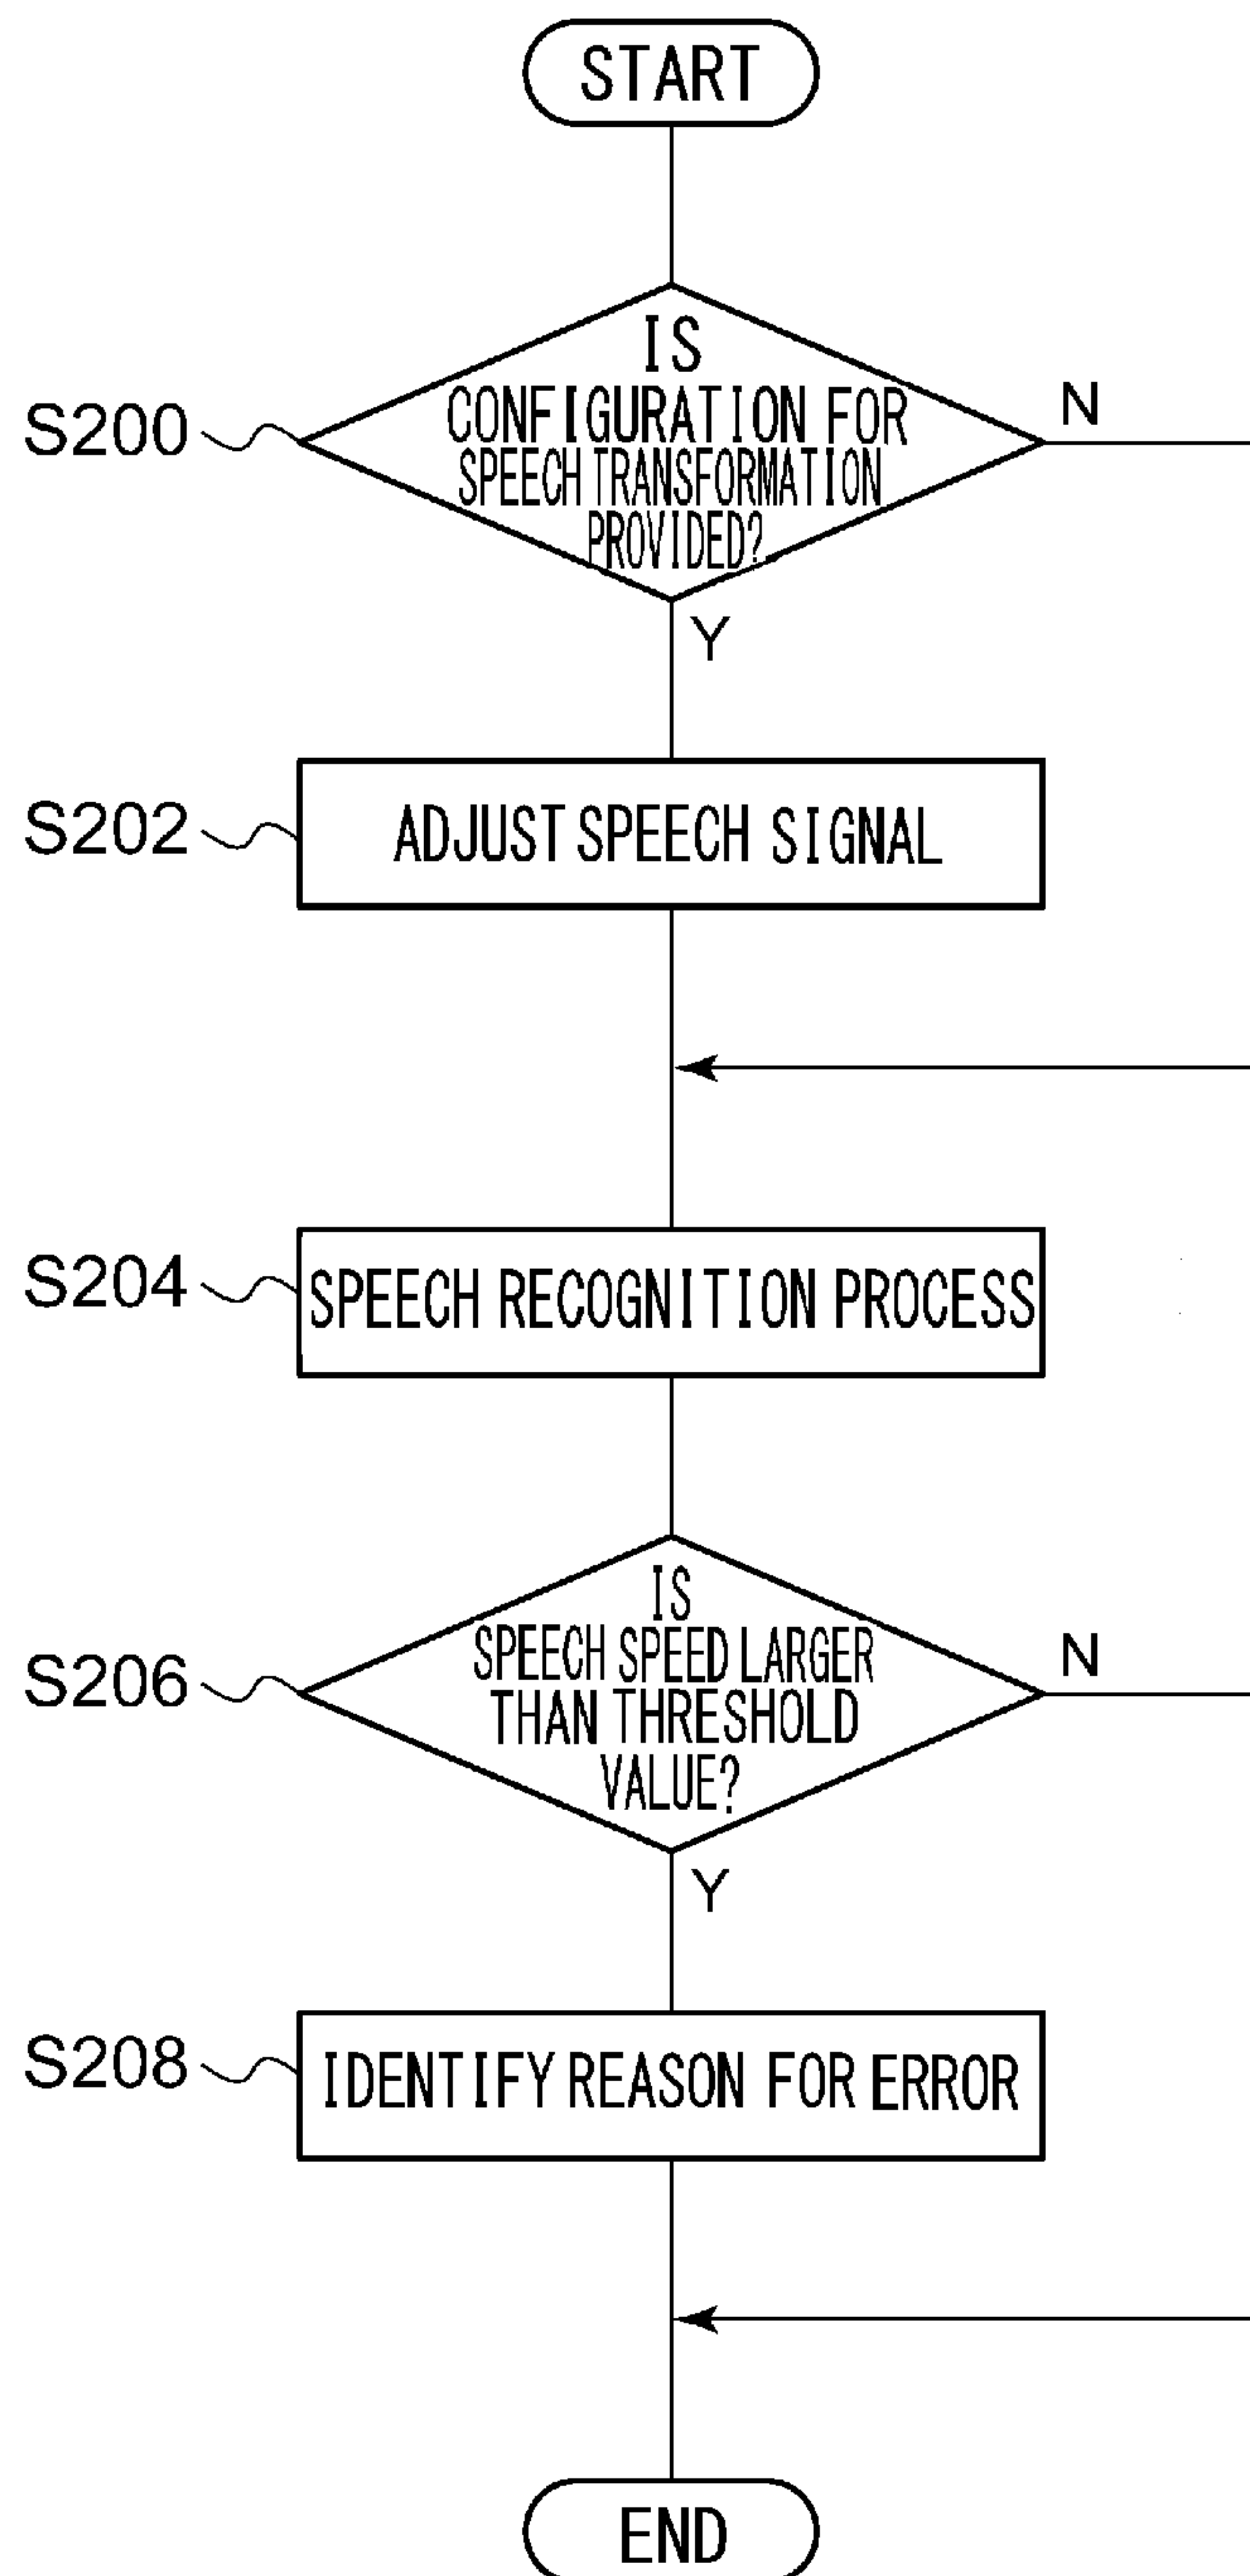 START
IS
CONFIGURATION FOR
SPEECH TRANSFORMATION
PROVIDED?
S200
N
Y
S202
ADJUST SPEECH SIGNAL
S204
SPEECH RECOGNITION PROCESS
IS
SPEECH SPEED LARGER
THAN THRESHOLD
VALUE?
S206
N
Y
S208
IDENTIFY REASON FOR ERROR
END